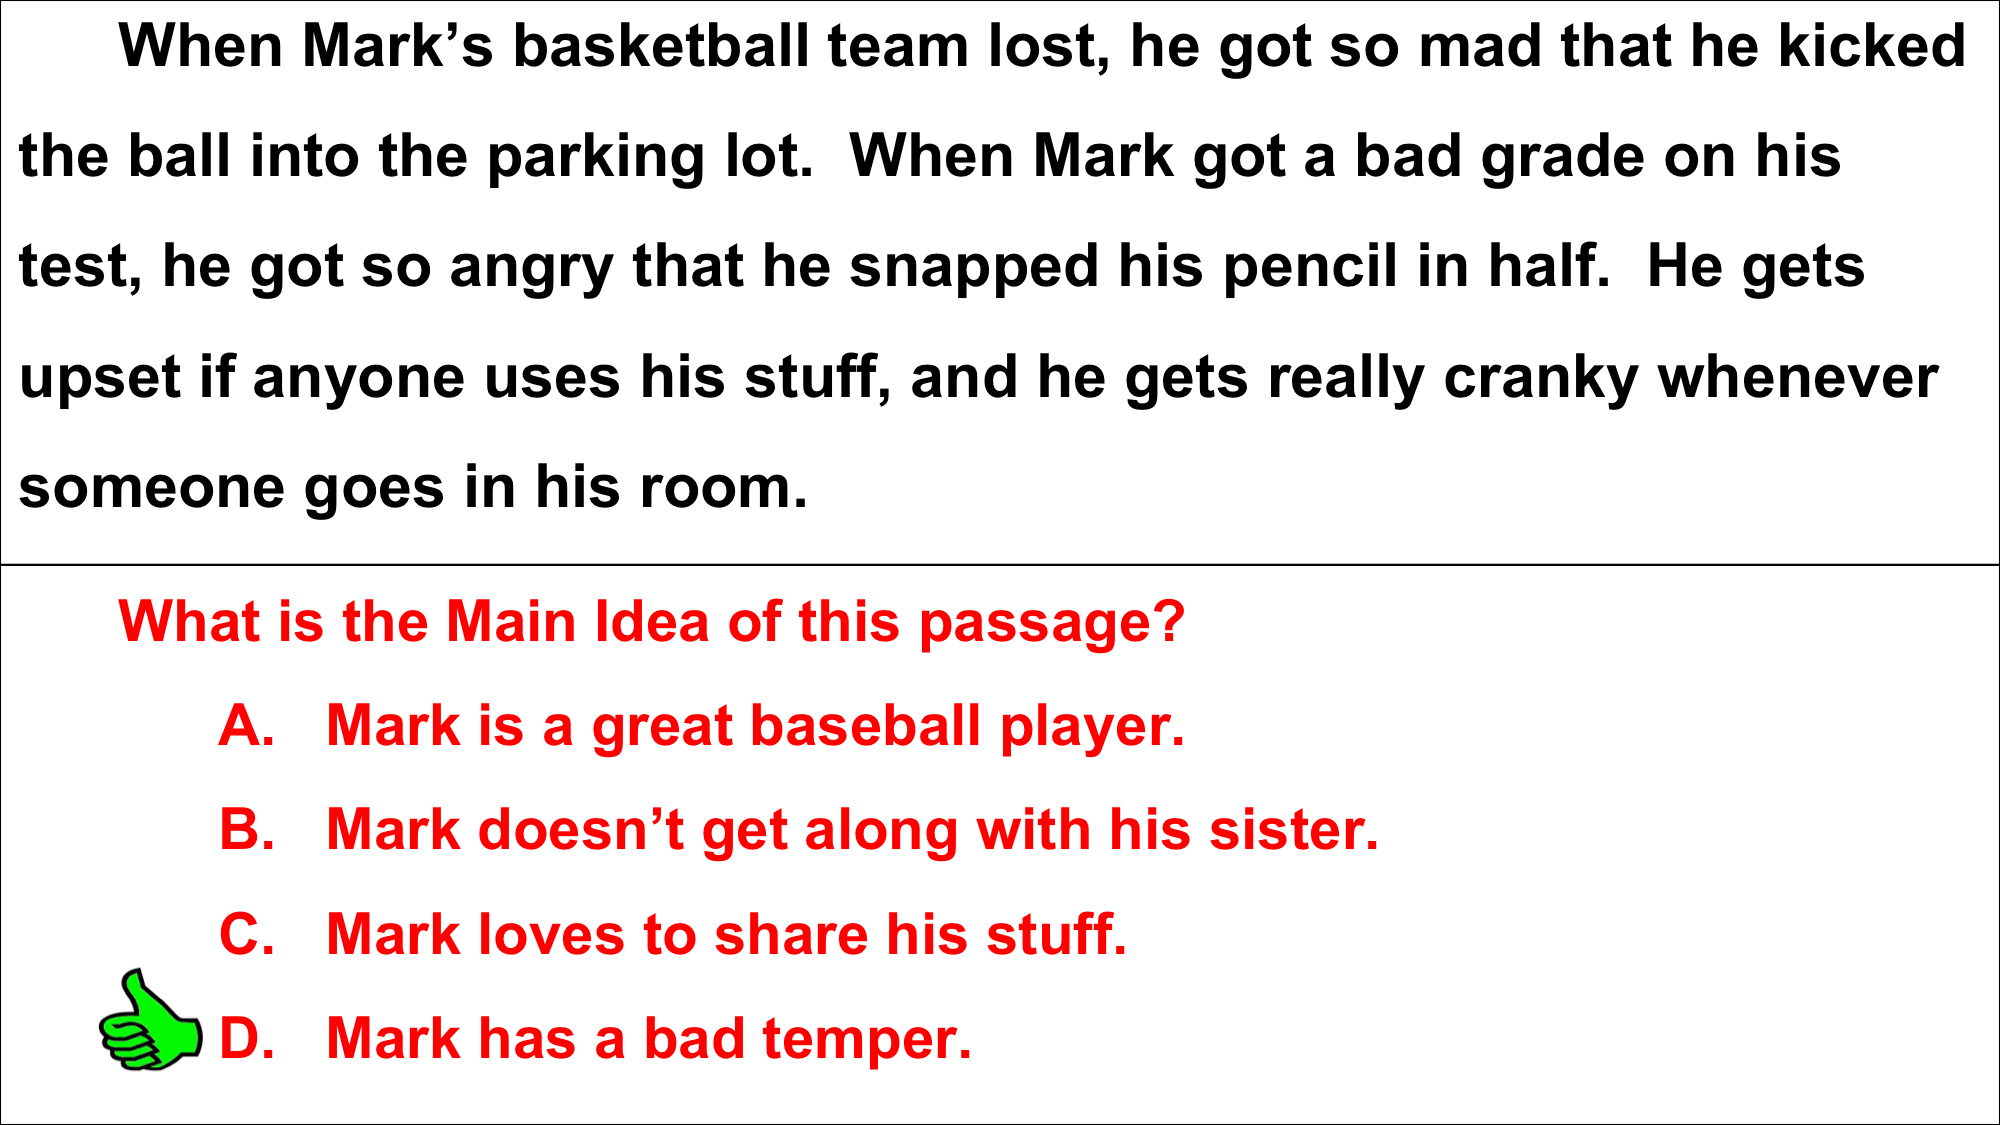 When Mark’s basketball team lost, he got so mad that he kicked
the ball into the parking lot.  When Mark got a bad grade on his
test, he got so angry that he snapped his pencil in half.  He gets
upset if anyone uses his stuff, and he gets really cranky whenever
someone goes in his room.
What is the Main Idea of this passage?
A. Mark is a great baseball player.
B. Mark doesn’t get along with his sister.
C. Mark loves to share his stuff.
D. Mark has a bad temper.